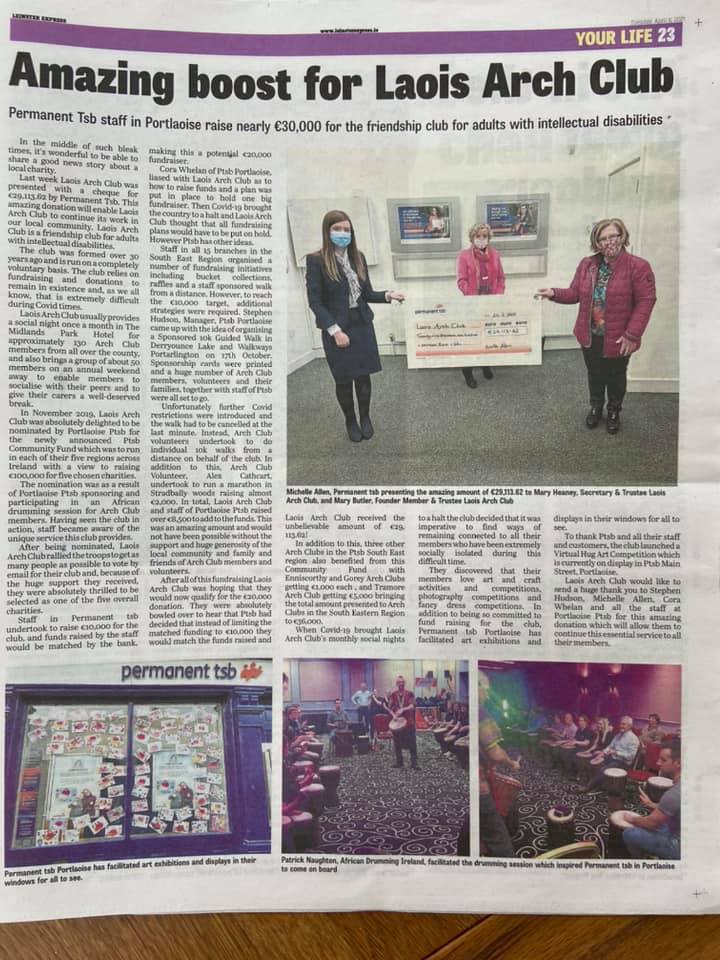 LEINSTER EXPRESS
www.leinsterexpress.ie
Tuesday, April 6,
YOUR LIFE 23
Amazing boost for Laois Arch Club
Permanent Tsb staff in Portlaoise raise nearly €30,000 for the friendship club for adults with intellectual disabilities
In the middle of such bleak
times, it's wonderful to be able to
share a good news story about a
local charity.
Last week Laois Arch Club was
presented with a cheque for
€29,113.62 by Permanent Tsb. This
amazing donation will enable Laois
Arch Club to continue its work in
our local community. Laois Arch
Club is a friendship club for adults
with intellectual disabilities.
The club was formed over 30
years ago and is run on a completely
voluntary basis. The club relies on
fundraising and donations to
remain in existence and, as we all
know, that is extremely difficult
during Covid times.
Laois Arch Club usually provides
a social night once a month in The
Midlands Park Hotel for
approximately 130 Arch Club
members from all over the county,
and also brings a group of about 50
members on an annual weekend
away to enable members to
socialise with their peers and to
give their carers a well-deserved
break.
In November 2019, Laois Arch
Club was absolutely delighted to be
nominated by Portlaoise Ptsb for
the newly announced Ptsb
Community Fund which was to run
in each of their five regions across
Ireland with a view to raising
€100,000 for five chosen charities.
The nomination was as a result
of Portlaoise Ptsb sponsoring and
participating in an African
drumming session for Arch Club
members. Having seen the club in
action, staff became aware of the
unique service this club provides.
After being nominated, Laois
Arch Club rallied the troops to get as
many people as possible to vote by
email for their club, and because of
the huge support they received,
they were absolutely thrilled to be
selected as one of the five overall
charities.
Staff in Permanent tsb
undertook to raise €10,000 for the
club, and funds raised by the staff
would be matched by the bank,
making this a potential €20,000
fundraiser.
Cora Whelan of Ptsb Portlaoise,
liased with Laois Arch Club as to
how to raise funds and a plan was
put in place to hold one big
fundraiser. Then Covid-19 brought
the country to a halt and Laois Arch
Club thought that all fundraising
plans would have to be put on hold.
However Ptsb has other ideas.
Staff in all 15 branches in the
South East Region organised a
number of fundraising initiatives
including bucket collections,
raffles and a staff sponsored walk
from a distance. However, to reach
the €10,000 target, additional
strategies were required. Stephen
Hudson, Manager, Ptsb Portlaoise
came up with the idea of organising
a Sponsored 10k Guided Walk in
Derryounce Lake and Walkways
Portarlington on 17th October.
Sponsorship cards were printed
and a huge number of Arch Club
members, volunteers and their
families, together with staff of Ptsb
were all set to go.
Unfortunately further Covid
restrictions were introduced and
the walk had to be cancelled at the
last minute. Instead, Arch Club
volunteers undertook to do
individual 10k walks from a
distance on behalf of the club. In
addition to this, Arch Club
Volunteer, Alex Cathcart,
undertook to run a marathon in
Stradbally woods raising almost
€2,000. In total, Laois Arch Club
and staff of Portlaoise Ptsb raised
over €8,500 to add to the funds. This
was an amazing amount and would
not have been possible without the
support and huge generosity of the
local community and family and
friends of Arch Club members and
volunteers.
After all of this fundraising Laois
Arch Club was hoping that they
would now qualify for the €20,000
donation. They were absolutely
bowled over to hear that Ptsb had
decided that instead of limiting the
matched funding to €10,000 they
would match the funds raised and
permanent tsb
Laois Arch Club
€29,113.62
Michelle Allen, Permanent tsb presenting the amazing amount of €29,113.62 to Mary Heaney, Secretary & Trustee Laois
Arch Club, and Mary Butler, Founder Member & Trustee Laois Arch Club
Laois Arch Club received the
unbelievable amount of €29,
113.62!
In addition to this, three other
Arch Clubs in the Ptsb South East
region also benefited from this
Community Fund with
Enniscorthy and Gorey Arch Clubs
getting €1,000 each, and Tramore
Arch Club getting €5,000 bringing
the total amount presented to Arch
Clubs in the South Eastern Region
to €36,000.
When Covid-19 brought Laois
Arch Club's monthly social nights
to a halt the club decided that it was
imperative to find ways of
remaining connected to all their
members who have been extremely
socially isolated during this
difficult time.
They discovered that their
members love art and craft
activities and competitions,
photography competitions and
fancy dress competitions. In
addition to being so committed to
fund raising for the club,
Permanent Tsb Portlaoise has
facilitated art exhibitions and
displays in their windows for all to
see.
To thank Ptsb and all their staff
and customers, the club launched a
Virtual Hug Art Competition which
is currently on display in Ptsb Main
Street, Portlaoise.
Laois Arch Club would like to
send a huge thank you to Stephen
Hudson, Michelle Allen, Cora
Whelan and all the staff at
Portlaoise Ptsb for this amazing
donation which will allow them to
continue this essential service to all
their members.
permanent tsb
Permanent tsb Portlaoise has facilitated art exhibitions and displays in their
windows for all to see.
Patrick Naughton, African Drumming Ireland, facilitated the drumming session which inspired Permanent tsb in Portlaoise
to come on board